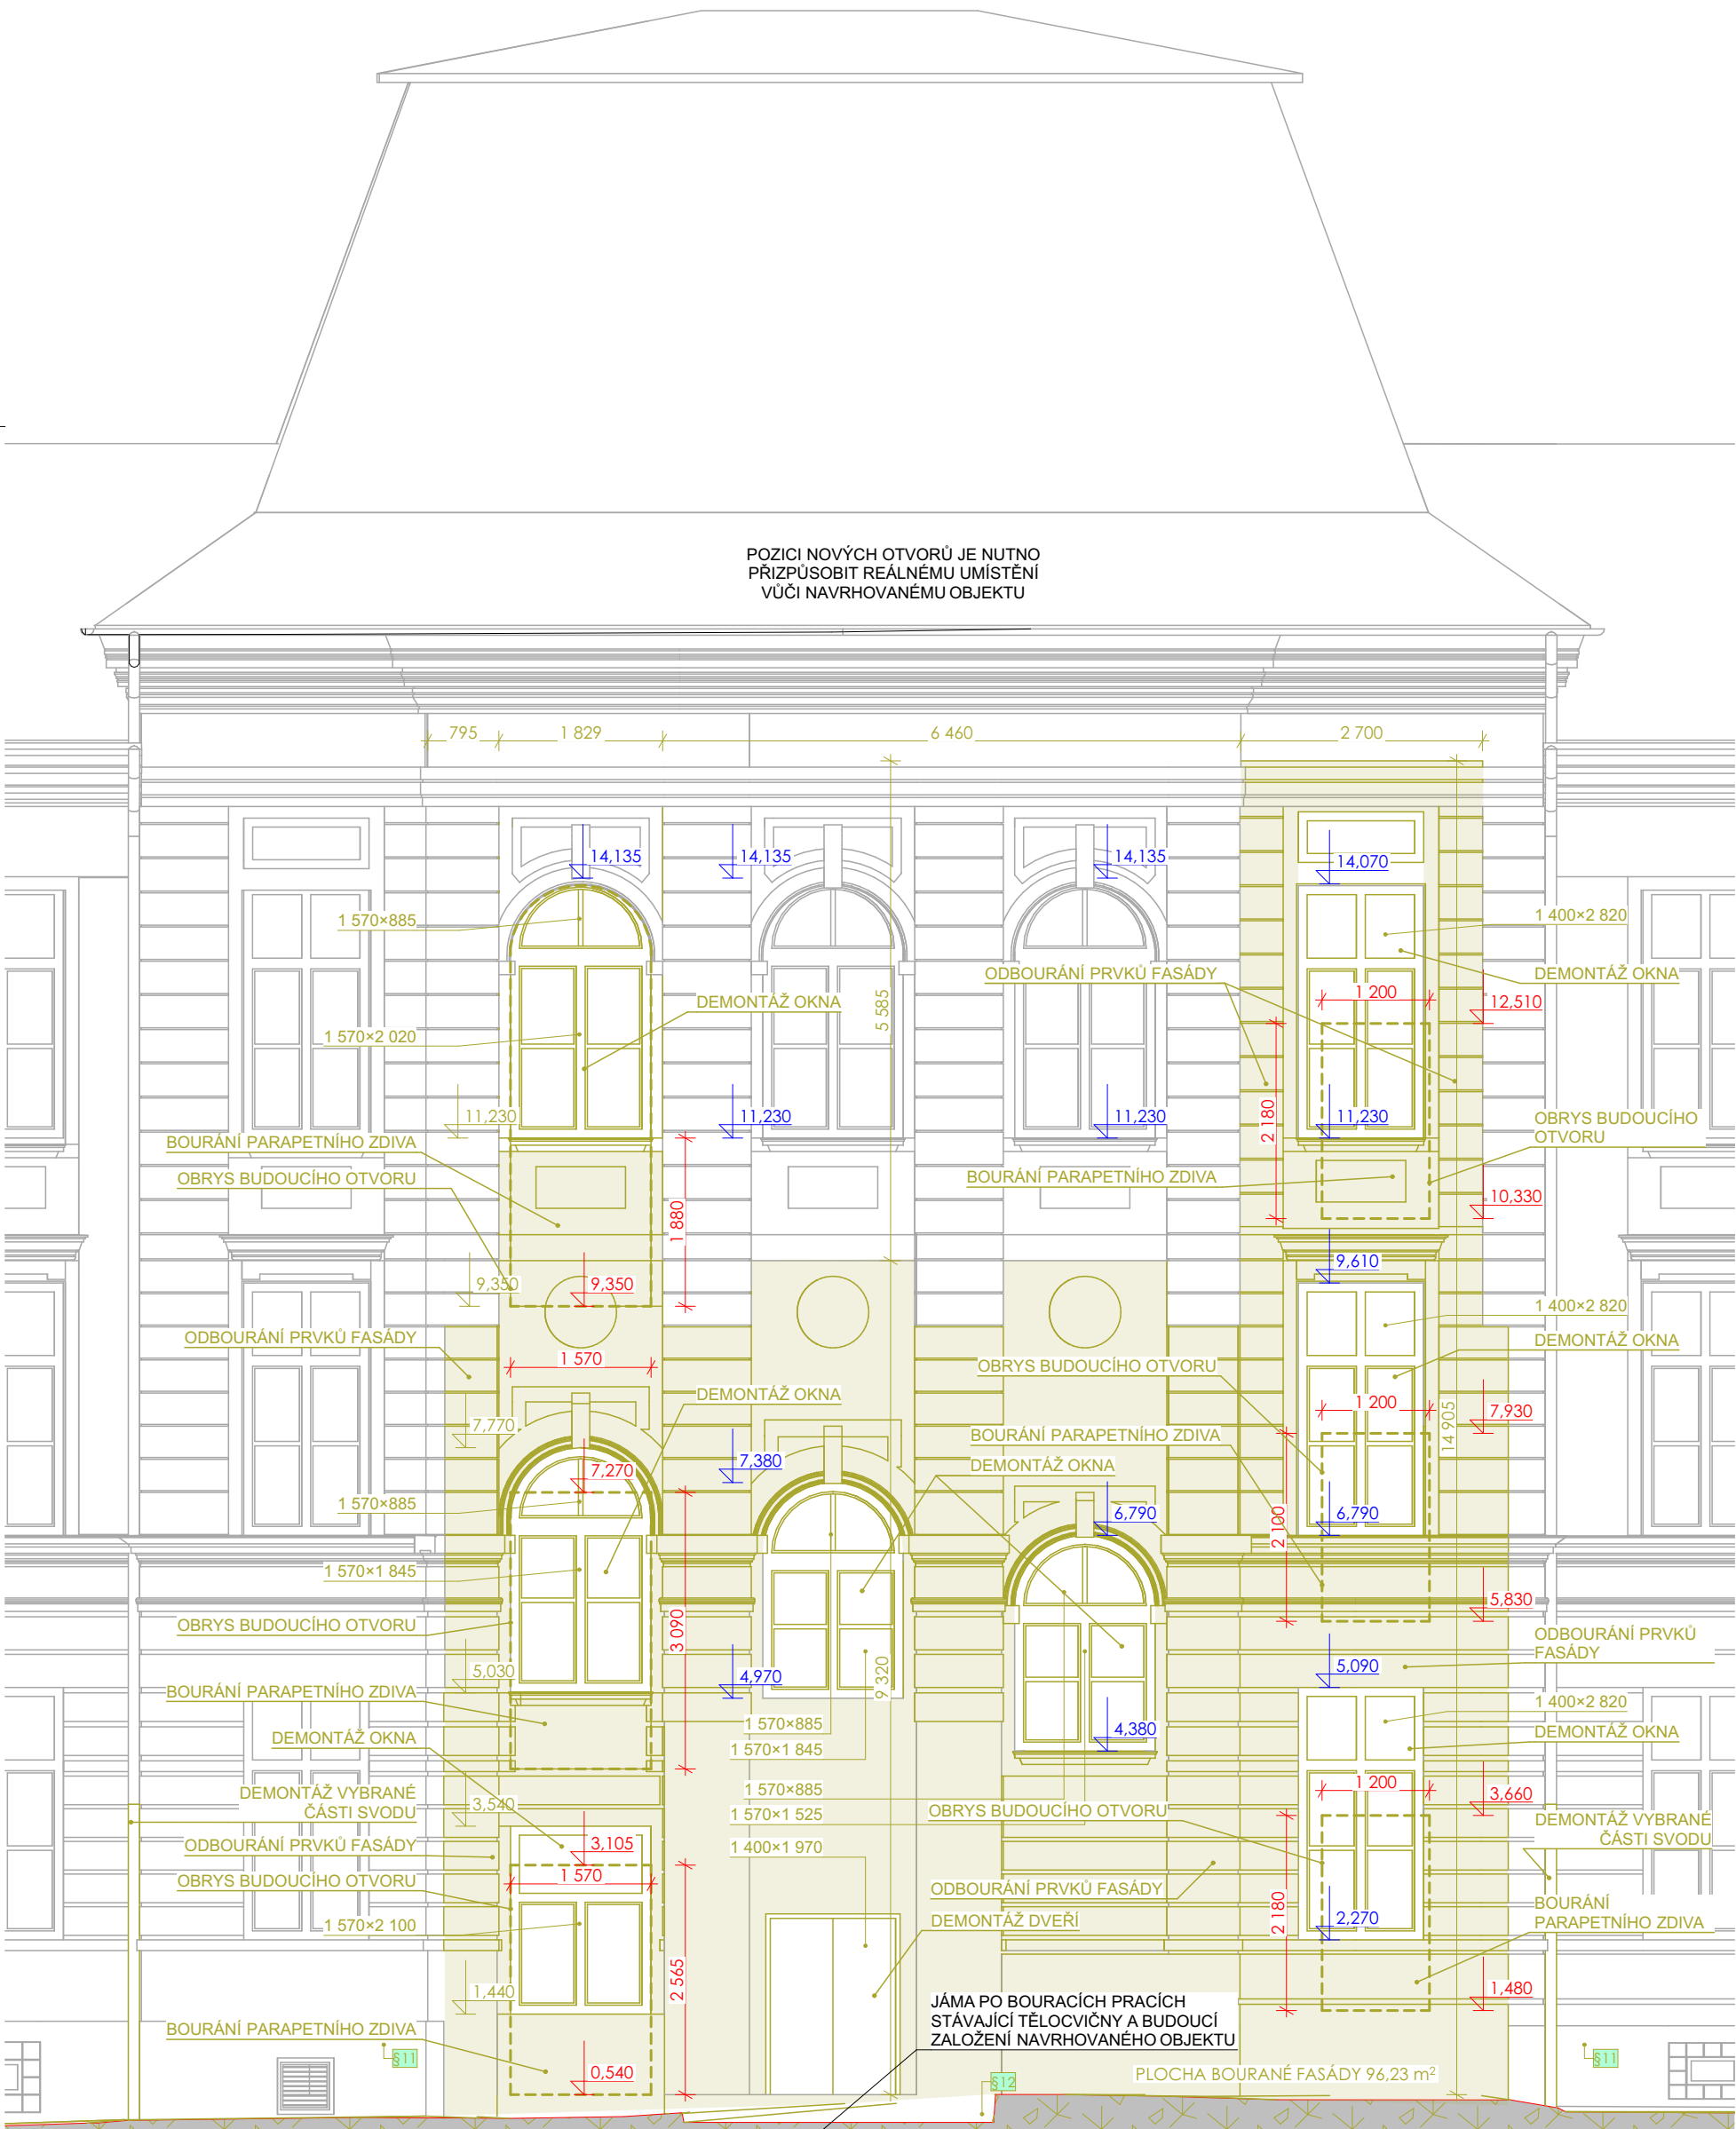 POZICI NOVÝCH OTVORŮ JE NUTNO
PŘIZPŮSOBIT REÁLNÉMU UMÍSTĚNÍ
VŮČI NAVRHOVANÉMU OBJEKTU
795
1 829
6 460
2 700
14,135
14,135
14,135
14,070
1 570×885
1 400×2 820
ODBOURÁNÍ PRVKŮ FASÁDY
DEMONTÁŽ OKNA
DEMONTÁŽ OKNA
1 200
12,510
5 585
1 570×2 020
11,230
11,230
11,230
11,230
2 180
OBRYS BUDOUCÍHO
OTVORU
BOURÁNÍ PARAPETNÍHO ZDIVA
OBRYS BUDOUCÍHO OTVORU
BOURÁNÍ PARAPETNÍHO ZDIVA
10,330
1 880
9,610
9,350
9,350
1 400×2 820
ODBOURÁNÍ PRVKŮ FASÁDY
DEMONTÁŽ OKNA
1 570
OBRYS BUDOUCÍHO OTVORU
DEMONTÁŽ OKNA
1 200
7,930
14 905
7,770
BOURÁNÍ PARAPETNÍHO ZDIVA
7,270
7,380
DEMONTÁŽ OKNA
1 570×885
6,790
6,790
2 100
1 570×1 845
5,830
OBRYS BUDOUCÍHO OTVORU
3 090
ODBOURÁNÍ PRVKŮ
FASÁDY
5,030
4,970
9 320
5,090
BOURÁNÍ PARAPETNÍHO ZDIVA
1 400×2 820
1 570×885
4,380
DEMONTÁŽ OKNA
DEMONTÁŽ OKNA
1 570×1 845
DEMONTÁŽ VYBRANÉ
ČÁSTI SVODU
1 570×885
1 200
3,660
3,540
1 570×1 525
OBRYS BUDOUCÍHO OTVORU
DEMONTÁŽ VYBRANÉ
ČÁSTI SVODU
ODBOURÁNÍ PRVKŮ FASÁDY
3,105
1 400×1 970
1 570
OBRYS BUDOUCÍHO OTVORU
ODBOURÁNÍ PRVKŮ FASÁDY
2 180
BOURÁNÍ
PARAPETNÍHO ZDIVA
1 570×2 100
DEMONTÁŽ DVEŘÍ
2,270
2 565
1,440
1,480
JÁMA PO BOURACÍCH PRACÍCH
STÁVAJÍCÍ TĚLOCVIČNY A BUDOUCÍ
ZALOŽENÍ NAVRHOVANÉHO OBJEKTU
BOURÁNÍ PARAPETNÍHO ZDIVA
§11
§11
0,540
§12
PLOCHA BOURANÉ FASÁDY 96,23 m²